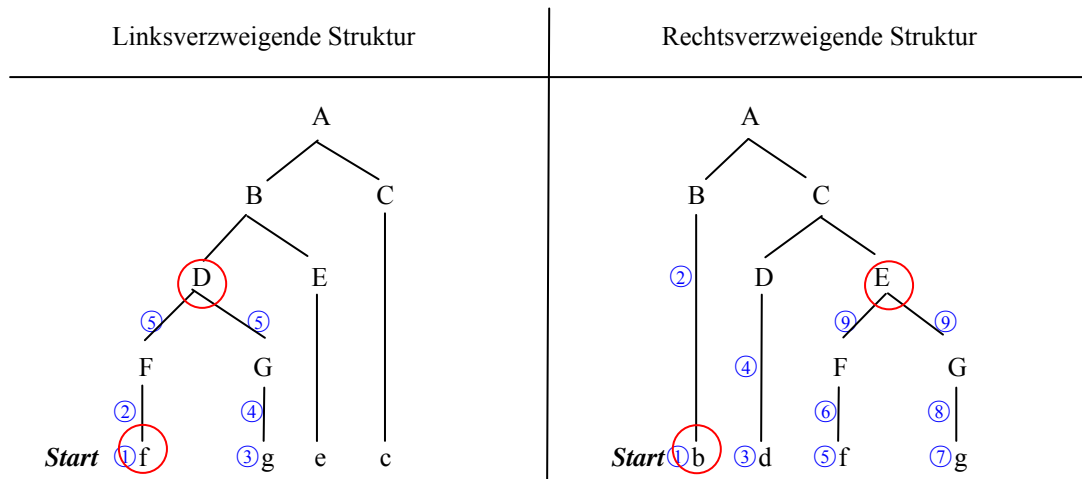 Linksverzweigende Struktur Rechtsverzweigende Struktur
A A
B C B C
D E ② D E
⑤ ⑤ ⑨ ⑨
F G ④ F G
② ④ ⑥ ⑧
Start ① f ③ g e c Start ① b ③ d ⑤ f ⑦ g